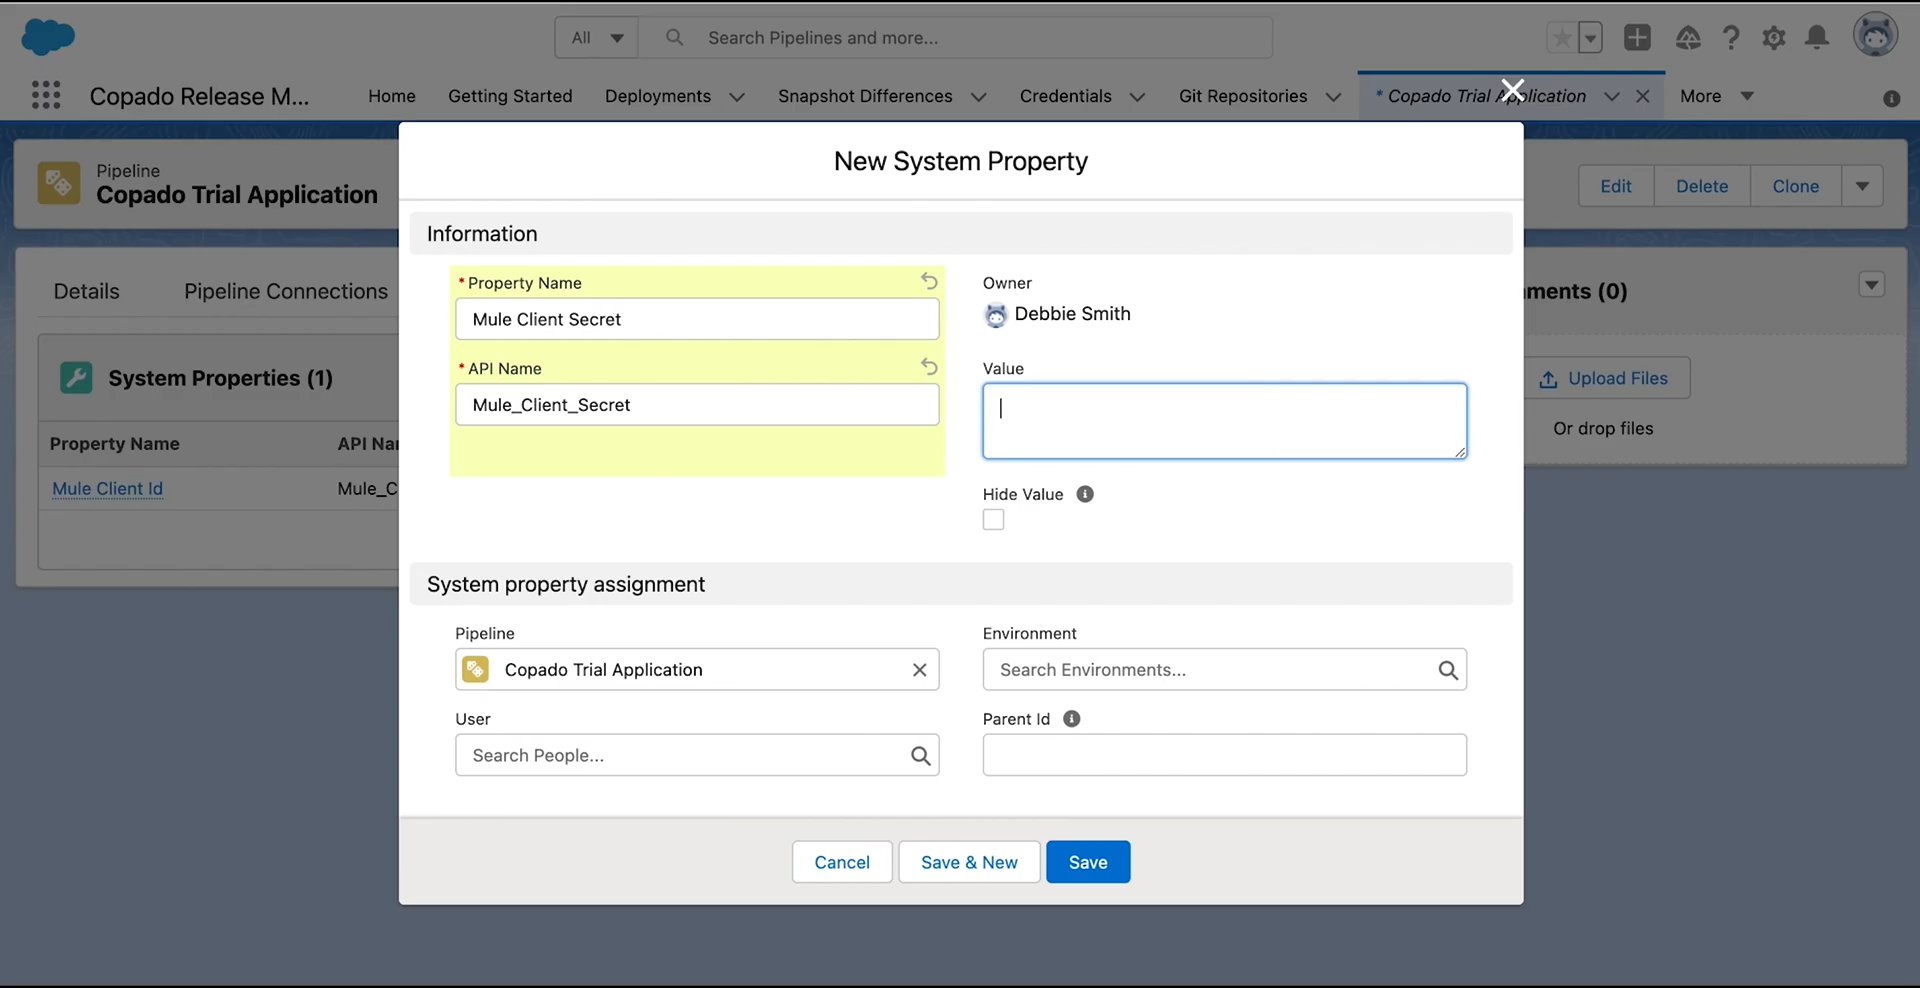 All
Search Pipelines and more...
Copado Release M...
Home
Getting Started
Deployments
Snapshot Differences
Credentials
Git Repositories
* Copado Trial Application
More
Pipeline
Copado Trial Application
Edit
Delete
Clone
Details
Pipeline Connections
ments (0)
System Properties (1)
Upload Files
Or drop files
Property Name
API Na
Mule Client Id
Mule_C
New System Property
Information
*Property Name
Mule Client Secret
Owner
Debbie Smith
*API Name
Mule_Client_Secret
Value
Hide Value
System property assignment
Pipeline
Copado Trial Application
Environment
Search Environments...
User
Search People...
Parent Id
Cancel
Save & New
Save